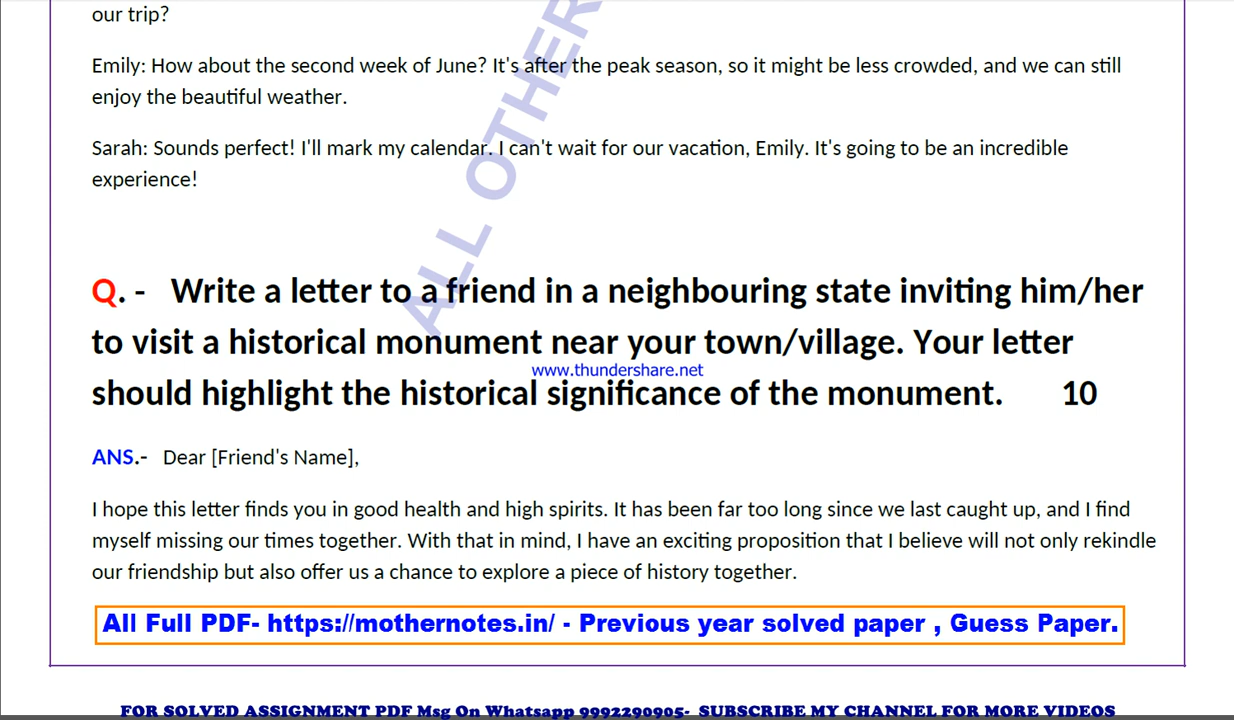 our trip?
Emily: How about the second week of June? It's after the peak season, so it might be less crowded, and we can still
enjoy the beautiful weather.
Sarah: Sounds perfect! I'll mark my calendar. I can't wait for our vacation, Emily. It's going to be an incredible
experience!
ALL OTHER
Q. - Write a letter to a friend in a neighbouring state inviting him/her
to visit a historical monument near your town/village. Your letter
www.thundershare.net
should highlight the historical significance of the monument. 10
ANS.- Dear [Friend's Name],
I hope this letter finds you in good health and high spirits. It has been far too long since we last caught up, and I find
myself missing our times together. With that in mind, I have an exciting proposition that I believe will not only rekindle
our friendship but also offer us a chance to explore a piece of history together.
All Full PDF- https://mothernotes.in/ - Previous year solved paper , Guess Paper.
FOR SOLVED ASSIGNMENT PDF Msg On Whatsapp 9992290905- SUBSCRIBE MY CHANNEL FOR MORE VIDEOS